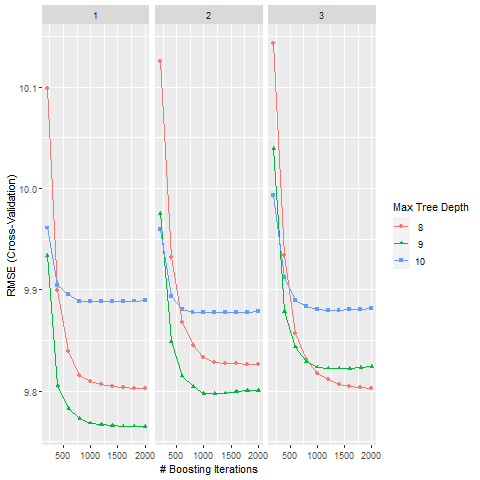 1 2 3
10.1
10.0
9.9
9.8
RMSE (Cross-Validation)
500 1000 1500 2000 500 1000 1500 2000 500 1000 1500 2000
# Boosting Iterations
Max Tree Depth
8
9
10